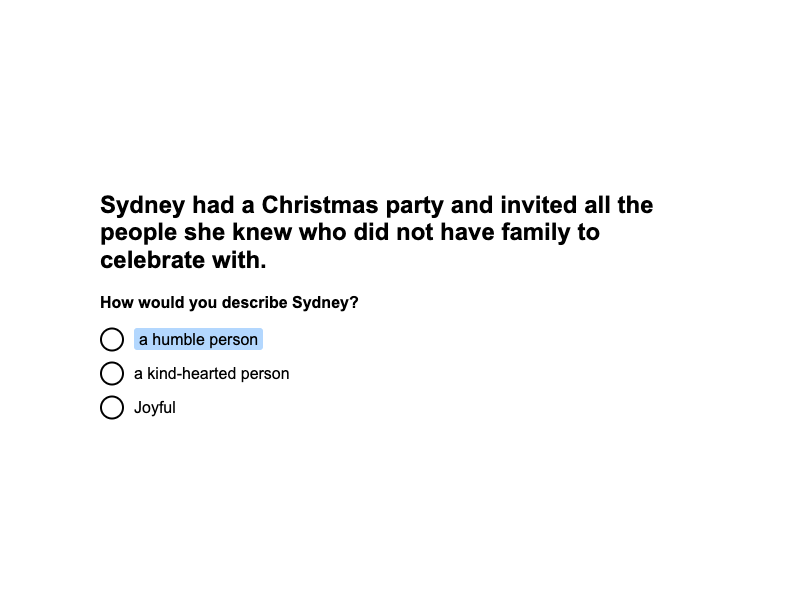 Sydney had a Christmas party and invited all the
people she knew who did not have family to
celebrate with.
How would you describe Sydney?
a humble person
a kind-hearted person
Joyful